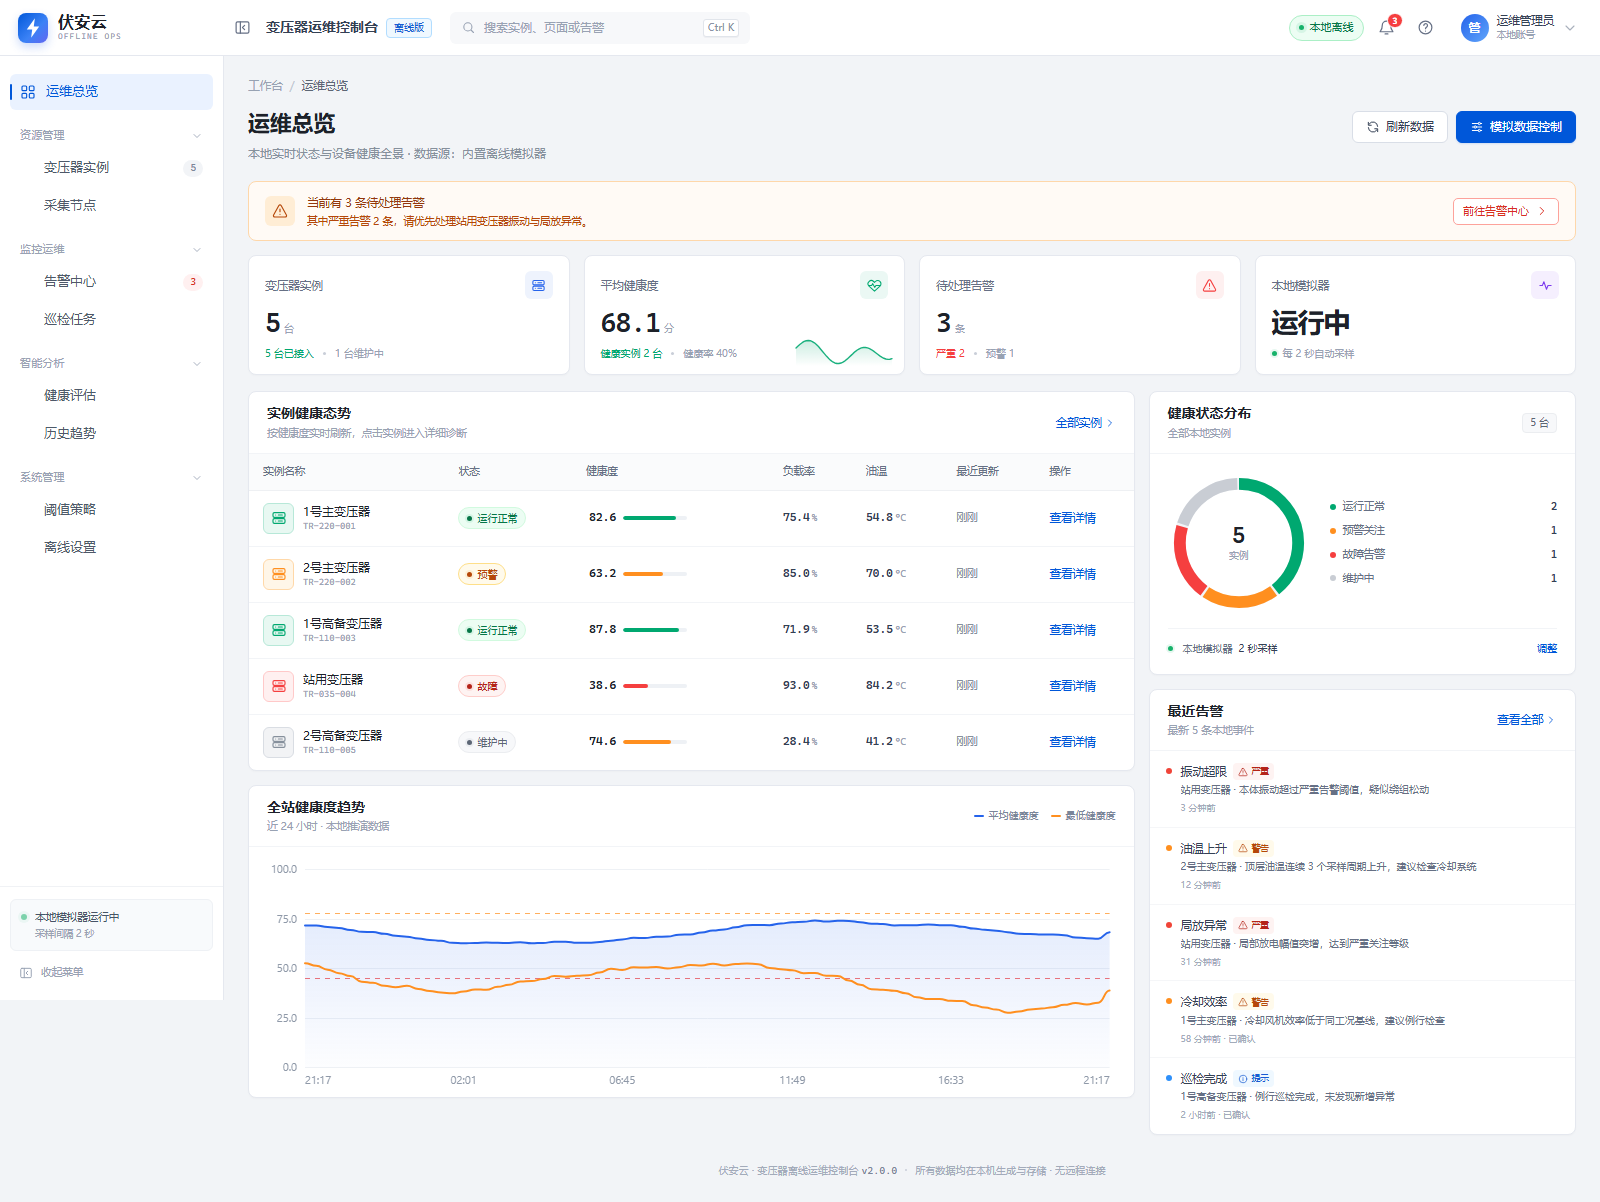 伏安云
OFFLINE OPS
变压器运维控制台 离线版
搜索实例、页面或告警 Ctrl K
本地离线
3
管
运维管理员
本地账号
运维总览
资源管理
变压器实例 5
采集节点
监控运维
告警中心 3
巡检任务
智能分析
健康评估
历史趋势
系统管理
阈值策略
离线设置
本地模拟器运行中
采样间隔 2 秒
收起菜单
工作台 / 运维总览
运维总览
本地实时状态与设备健康全景 · 数据源：内置离线模拟器
刷新数据
模拟数据控制
当前有 3 条待处理告警
其中严重告警 2 条，请优先处理站用变压器振动与局放异常。
前往告警中心
变压器实例
5 台
5 台已接入 • 1 台维护中
平均健康度
68.1 分
健康实例 2 台 • 健康率 40%
待处理告警
3 条
严重 2 • 预警 1
本地模拟器
运行中
每 2 秒自动采样
实例健康态势
按健康度实时刷新，点击实例进入详细诊断
全部实例
实例名称 状态 健康度 负载率 油温 最近更新 操作
1号主变压器
TR-220-001
运行正常 82.6 75.4% 54.8°C 刚刚 查看详情
2号主变压器
TR-220-002
预警 63.2 85.0% 70.0°C 刚刚 查看详情
1号高备变压器
TR-110-003
运行正常 87.8 71.9% 53.5°C 刚刚 查看详情
站用变压器
TR-035-004
故障 38.6 93.0% 84.2°C 刚刚 查看详情
2号高备变压器
TR-110-005
维护中 74.6 28.4% 41.2°C 刚刚 查看详情
全站健康度趋势
近 24 小时 · 本地推演数据
平均健康度 最低健康度
100.0
75.0
50.0
25.0
0.0
21:17 02:01 06:45 11:49 16:33 21:17
健康状态分布
全部本地实例
5 台
5
实例
运行正常 2
预警关注 1
故障告警 1
维护中 1
本地模拟器 2 秒采样
调整
最近告警
最新 5 条本地事件
查看全部
振动超限 严重
站用变压器 · 本体振动超过严重告警阈值，疑似绕组松动
3 分钟前
油温上升 警告
2号主变压器 · 顶层油温连续 3 个采样周期上升，建议检查冷却系统
12 分钟前
局放异常 严重
站用变压器 · 局部放电幅值突增，达到严重关注等级
31 分钟前
冷却效率 警告
1号主变压器 · 冷却风机效率低于同工况基线，建议例行检查
58 分钟前 · 已确认
巡检完成 提示
1号高备变压器 · 例行巡检完成，未发现新增异常
2 小时前 · 已确认
伏安云 · 变压器离线运维控制台 v2.0.0 · 所有数据均在本机生成与存储 · 无远程连接